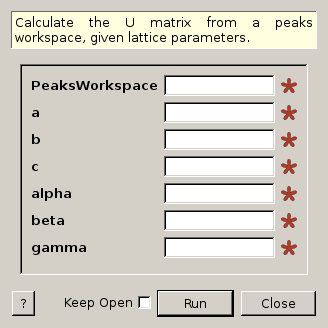 Calculate the U matrix from a peaks
workspace, given lattice parameters.
PeaksWorkspace
a
b
c
alpha
beta
gamma
? Keep Open Run Close